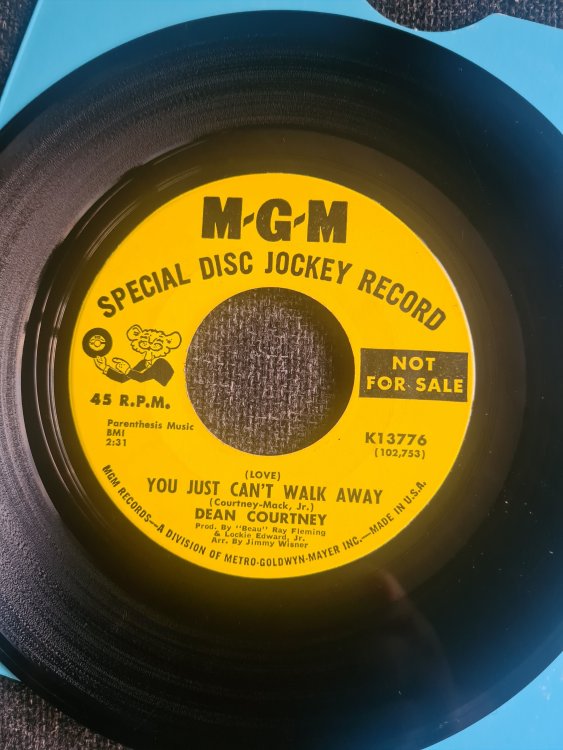 M-G-M
SPECIAL DISC JOCKEY RECORD
NOT
FOR SALE
45 R.P.M.
Parenthesis Music
BMI
2:31
K13776
(102,753)
(LOVE)
YOU JUST CAN'T WALK AWAY
(Courtney-Mack, Jr.)
DEAN COURTNEY
Prod. By "Beau" Ray Fleming
& Lockie Edward, Jr.
Arr. By Jimmy Wisner
MGM RECORDS—A DIVISION OF METRO-GOLDWYN-MAYER INC.—MADE IN U.S.A.